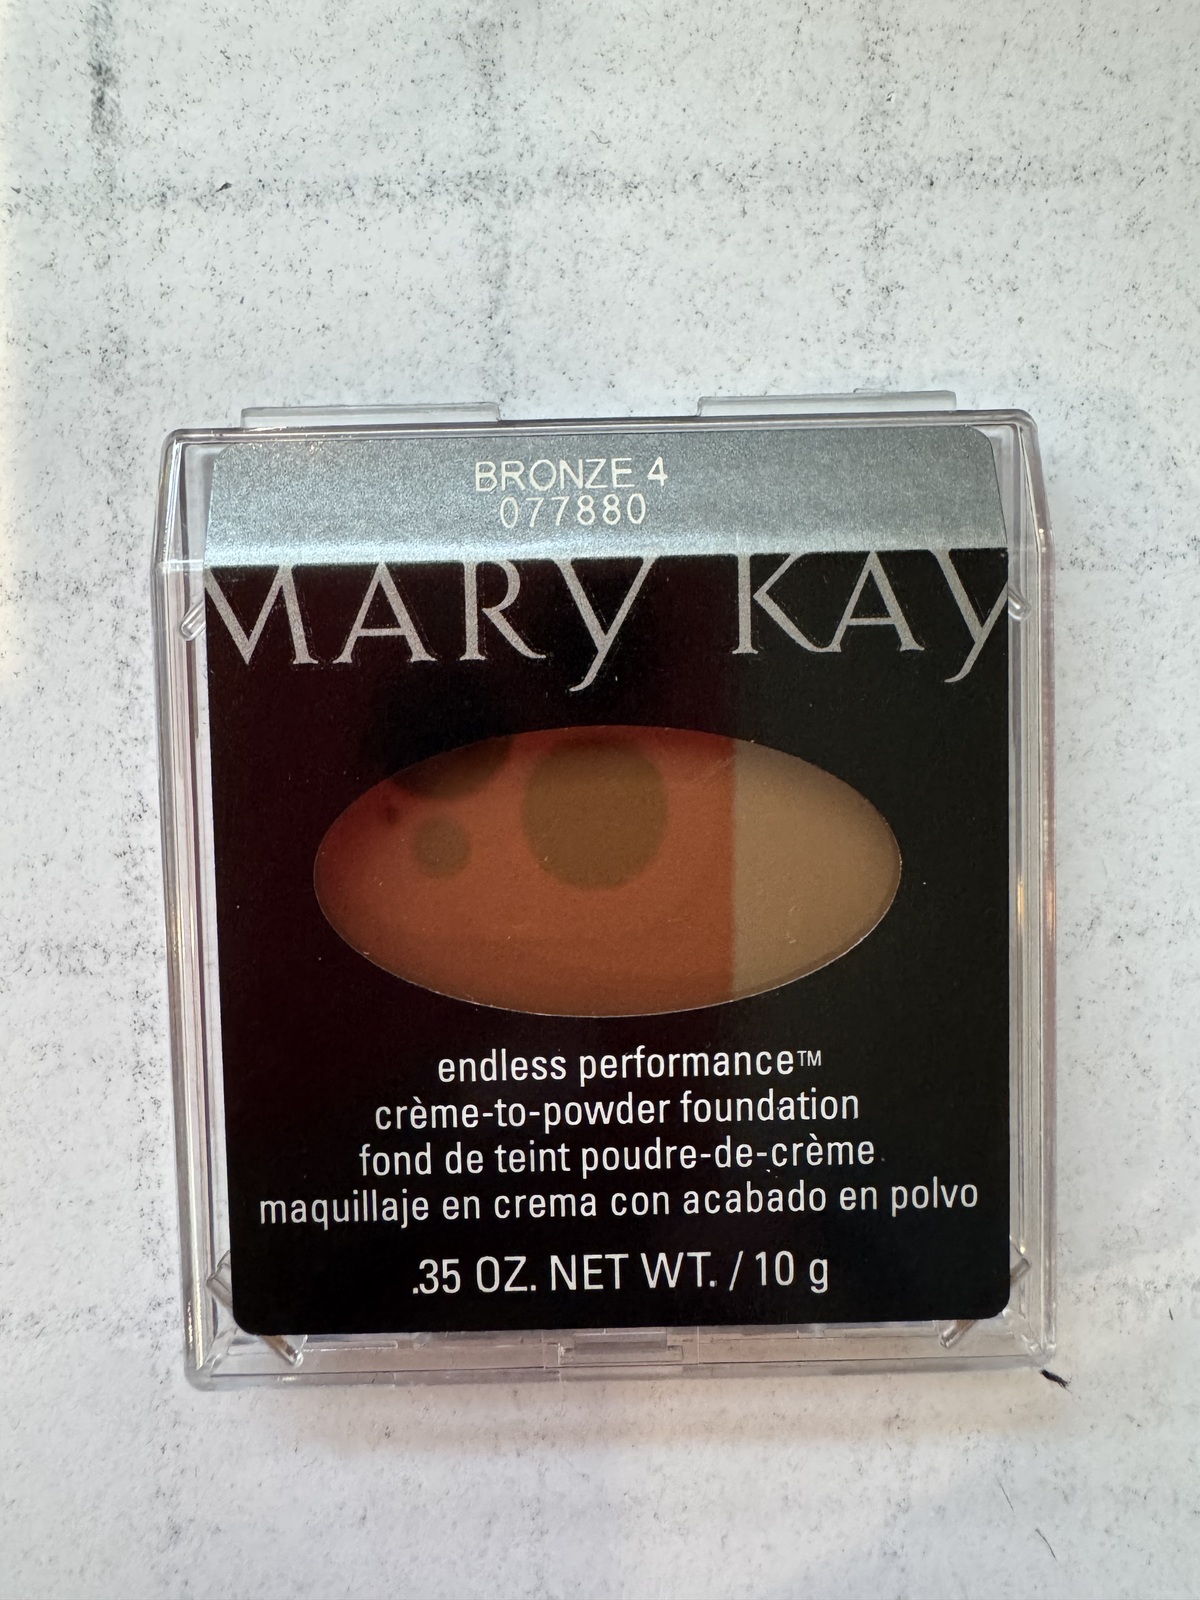 BRONZE 4
077880
MARY KAY
endless performance™
crème-to-powder foundation
fond de teint poudre-de-crème
maquillaje en crema con acabado en polvo
.35 OZ. NET WT. / 10 g